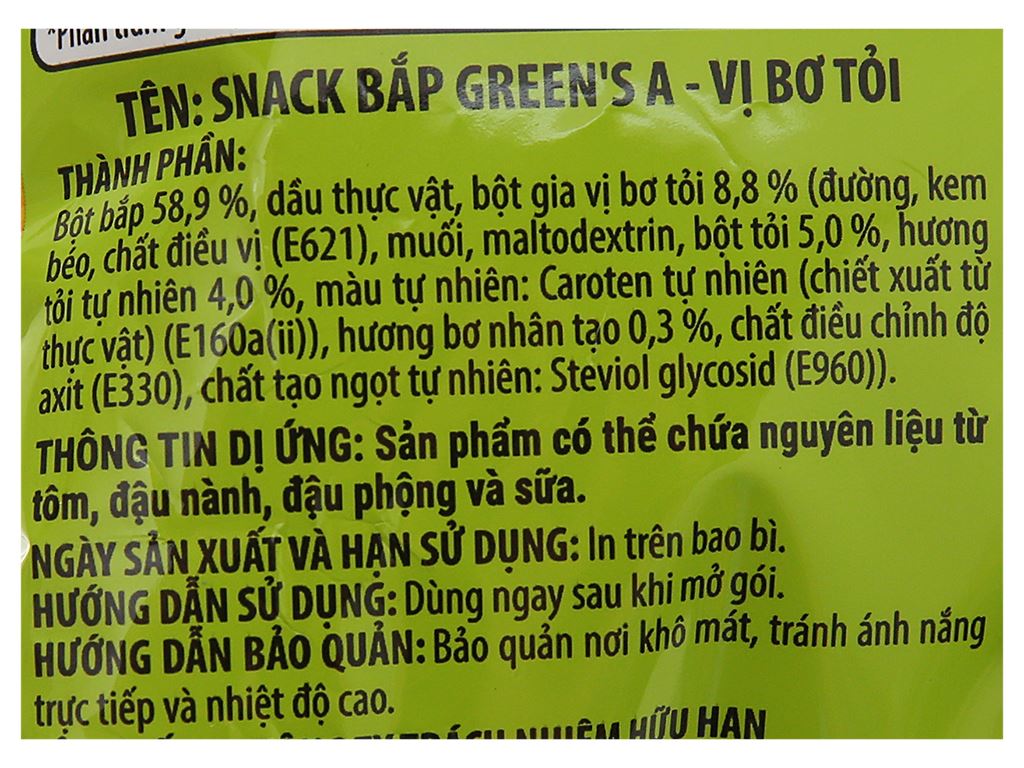 *Phần trăm
TÊN: SNACK BẮP GREEN'S A - VỊ BƠ TỎI
THÀNH PHẦN:
Bột bắp 58,9 %, dầu thực vật, bột gia vị bơ tỏi 8,8 % (đường, kem
béo, chất điều vị (E621), muối, maltodextrin, bột tỏi 5,0 %, hương
tỏi tự nhiên 4,0 %, màu tự nhiên: Caroten tự nhiên (chiết xuất từ
thực vật) (E160a(ii)), hương bơ nhân tạo 0,3 %, chất điều chỉnh độ
axit (E330), chất tạo ngọt tự nhiên: Steviol glycosid (E960)).
THÔNG TIN DỊ ỨNG: Sản phẩm có thể chứa nguyên liệu từ
tôm, đậu nành, đậu phộng và sữa.
NGÀY SẢN XUẤT VÀ HẠN SỬ DỤNG: In trên bao bì.
HƯỚNG DẪN SỬ DỤNG: Dùng ngay sau khi mở gói.
HƯỚNG DẪN BẢO QUẢN: Bảo quản nơi khô mát, tránh ánh nắng
trực tiếp và nhiệt độ cao.
TRÁCH NHIỆM HỮU HẠN